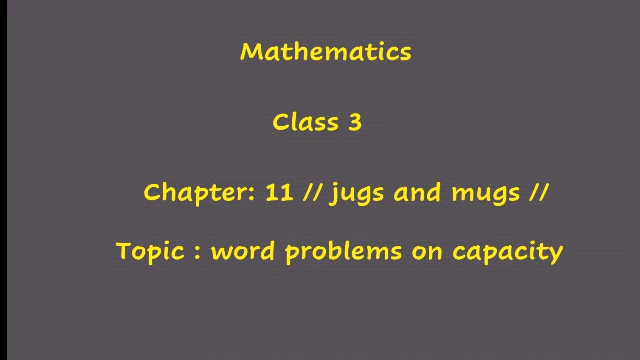 Mathematics
Class 3
Chapter: 11 // jugs and mugs //
Topic : word problems on capacity